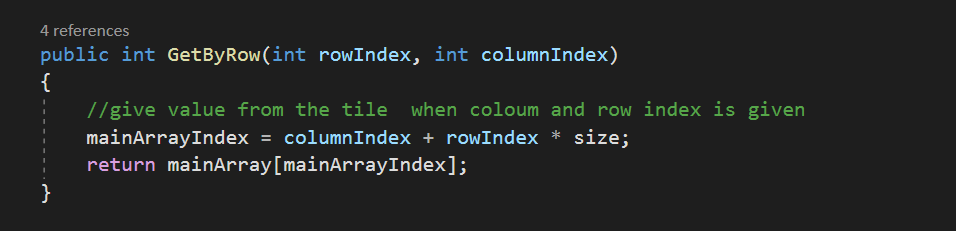 4 references
public int GetByRow(int rowIndex, int columnIndex)
{
//give value from the tile  when coloum and row index is given
mainArrayIndex = columnIndex + rowIndex * size;
return mainArray[mainArrayIndex];
}